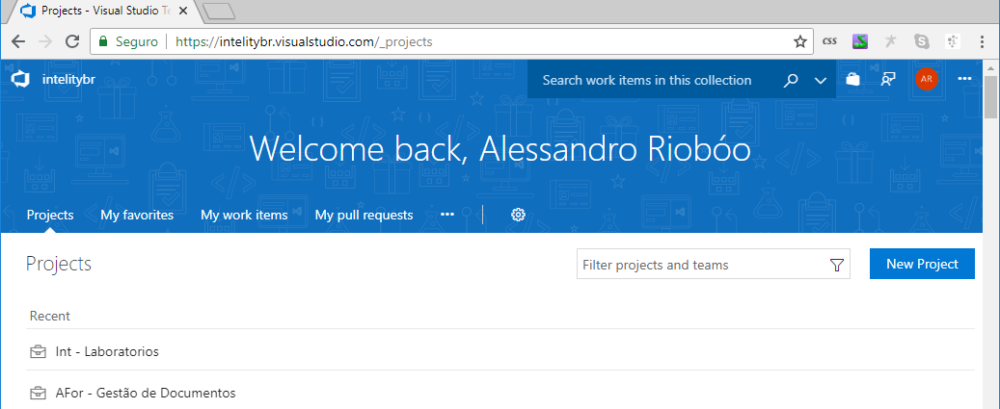 Projects - Visual Studio Te
Seguro | https://intelitybr.visualstudio.com/_projects
css
intelitybr
Search work items in this collection
AR
Welcome back, Alessandro Riobóo
Projects My favorites My work items My pull requests
Projects
Filter projects and teams
New Project
Recent
Int - Laboratorios
AFor - Gestão de Documentos